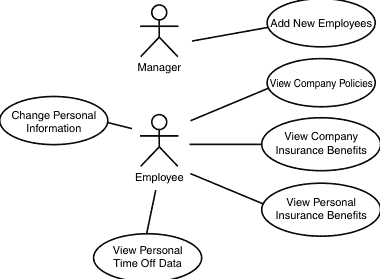 Add New Employees
Manager
View Company Policies
Change Personal
Information
View Company
Insurance Benefits
Employee
View Personal
Insurance Benefits
View Personal
Time Off Data